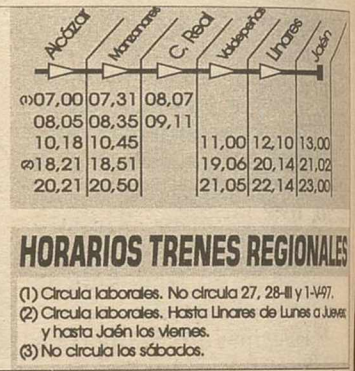 Alcázar Manzanares C. Real Valdepeñas Linares Jaén
07,00 07,31 08,07
08,05 08,35 09,11
10,18 10,45 11,00 12,10 13,00
18,21 18,51 19,06 20,14 21,02
20,21 20,50 21,05 22,14 23,00
HORARIOS TRENES REGIONALES
(1) Circula laborales. No circula 27, 28-III y 1-V-97.
(2) Circula laborales. Hasta Linares de Lunes a Jueves
y hasta Jaén los viernes.
(3) No circula los sábados.